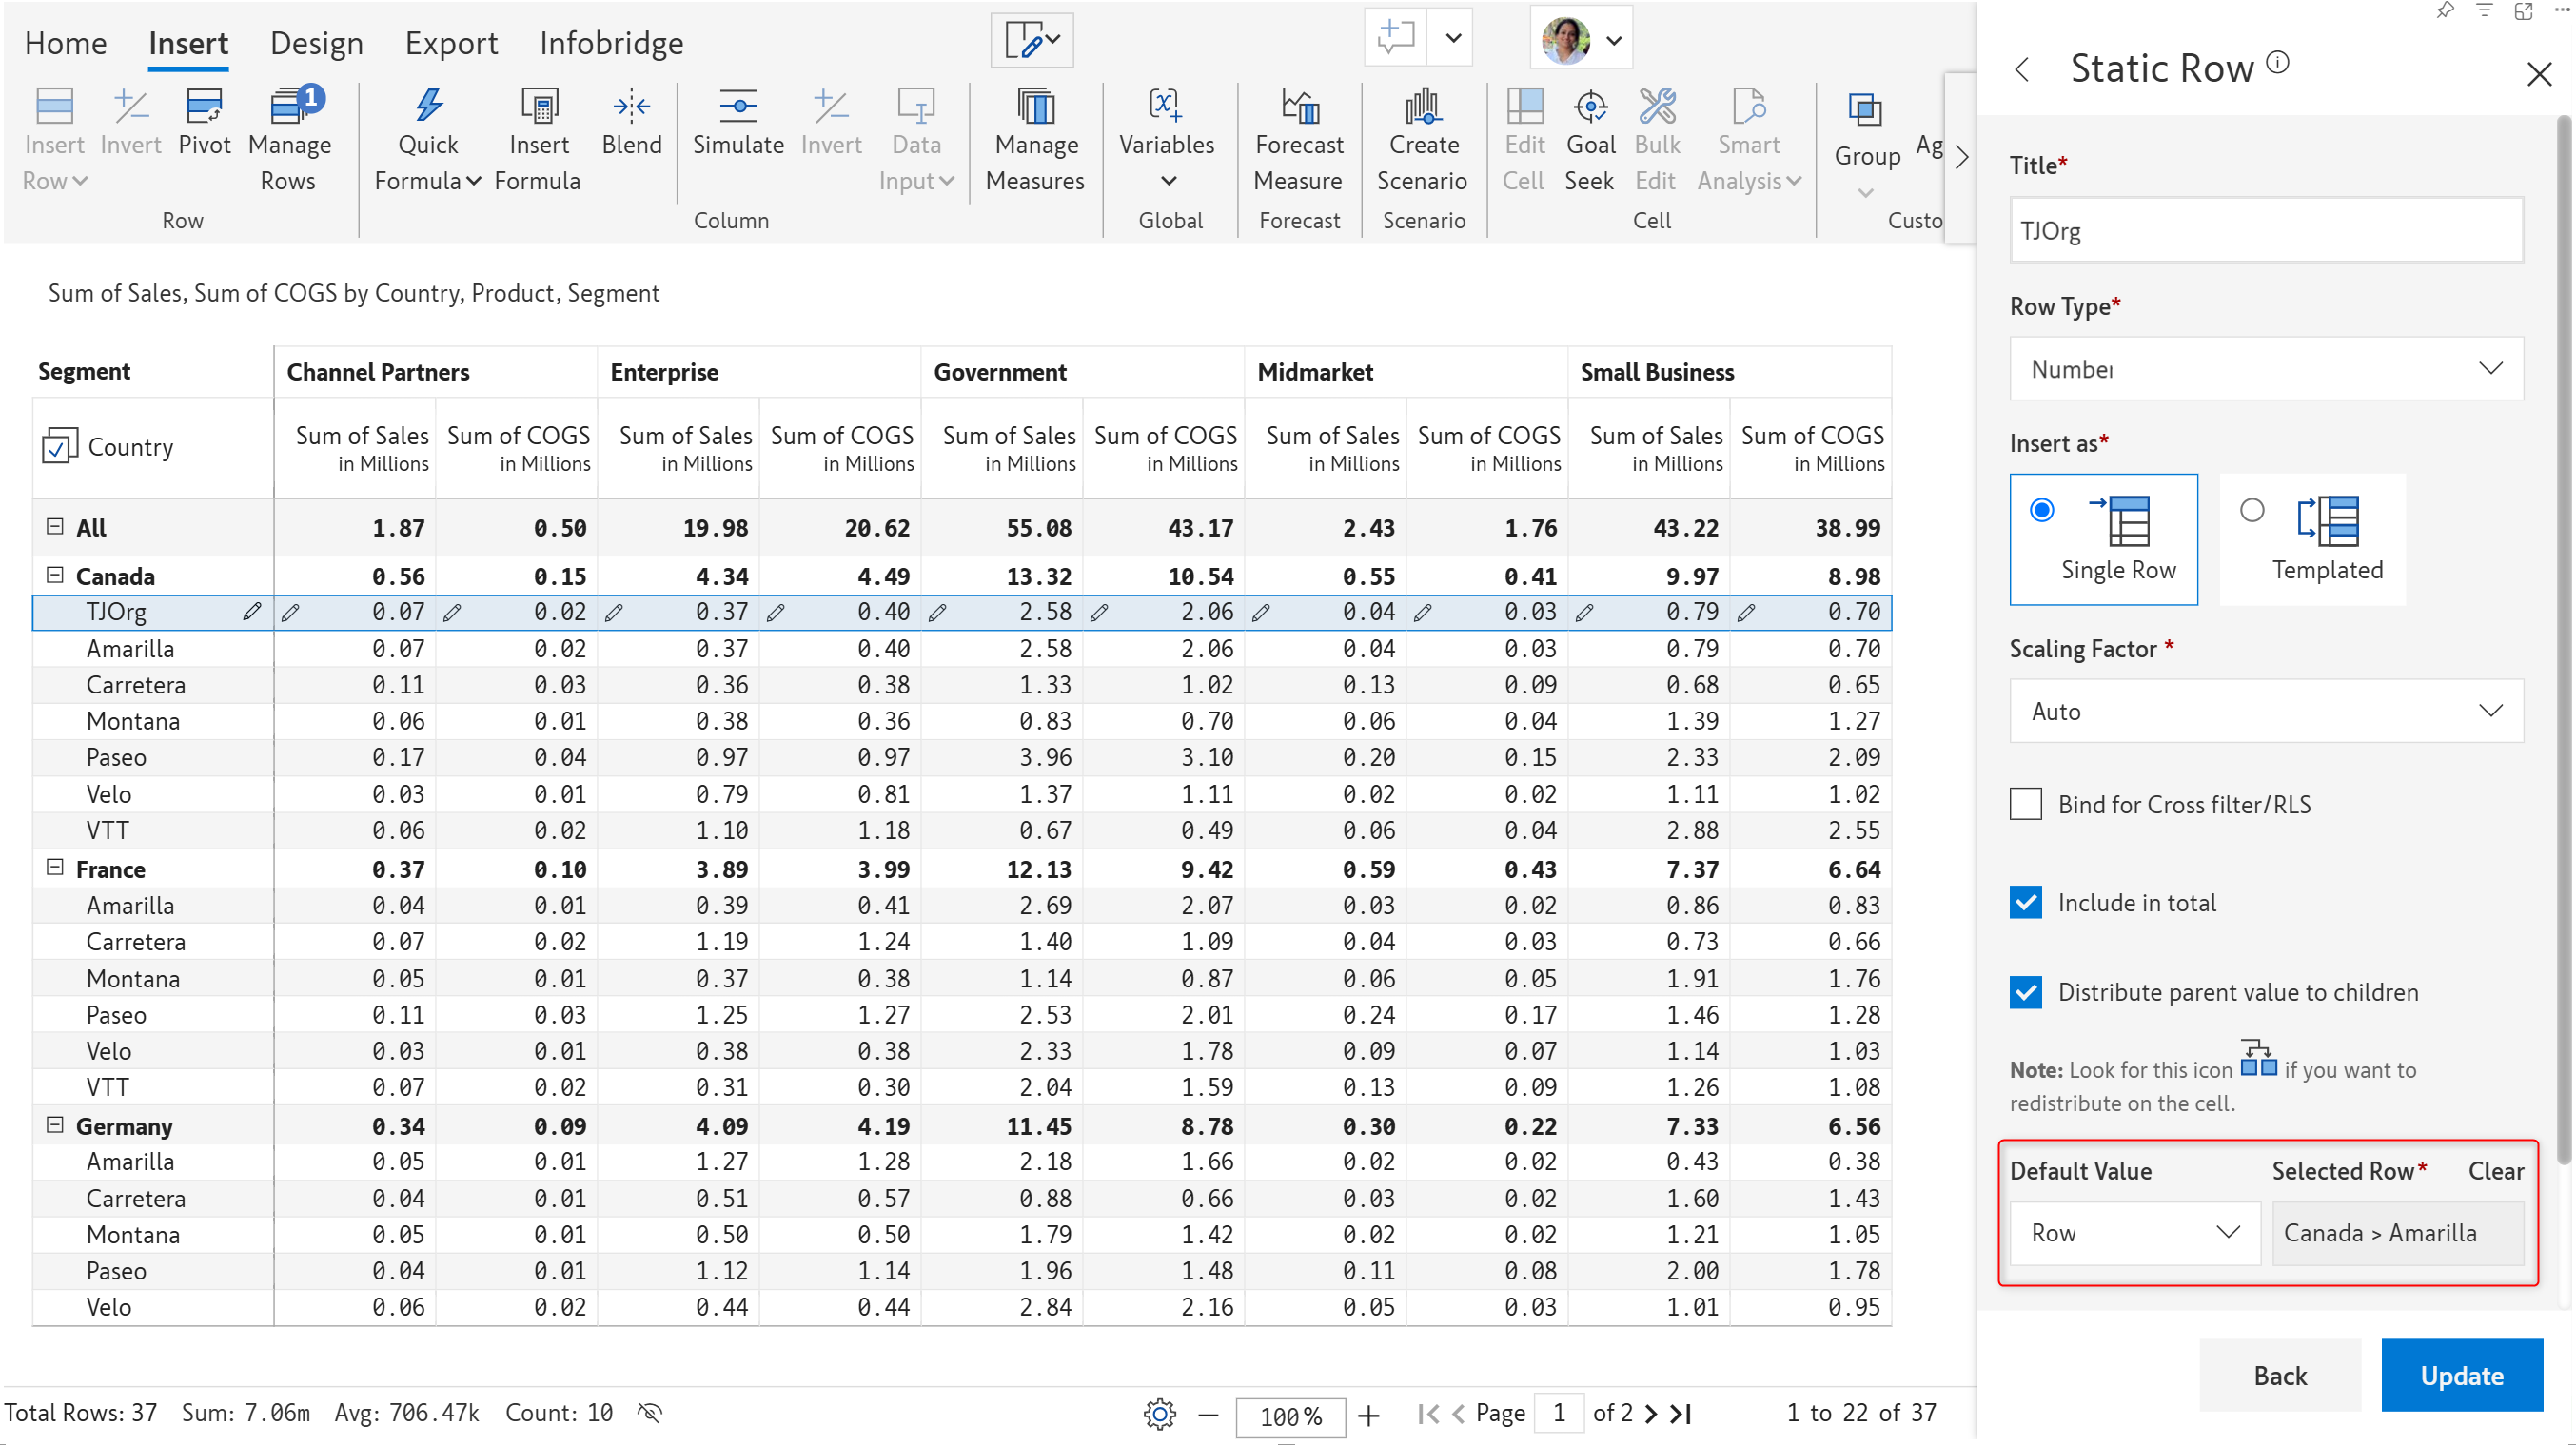 Home Insert Design Export Infobridge
Insert Row
Invert
Pivot
Manage Rows
1
Quick Formula
Insert Formula
Blend
Simulate
Invert
Data Input
Manage Measures
Variables
Forecast Measure
Create Scenario
Edit Cell
Goal Seek
Bulk Edit
Smart Analysis
Group
Ag
Row Column Global Forecast Scenario Cell Custo
Sum of Sales, Sum of COGS by Country, Product, Segment
Segment Channel Partners Enterprise Government Midmarket Small Business
Country Sum of Sales Sum of COGS Sum of Sales Sum of COGS Sum of Sales Sum of COGS Sum of Sales Sum of COGS Sum of Sales Sum of COGS
in Millions in Millions in Millions in Millions in Millions in Millions in Millions in Millions in Millions in Millions
All 1.87 0.50 19.98 20.62 55.08 43.17 2.43 1.76 43.22 38.99
Canada 0.56 0.15 4.34 4.49 13.32 10.54 0.55 0.41 9.97 8.98
TJOrg 0.07 0.02 0.37 0.40 2.58 2.06 0.04 0.03 0.79 0.70
Amarilla 0.07 0.02 0.37 0.40 2.58 2.06 0.04 0.03 0.79 0.70
Carretera 0.11 0.03 0.36 0.38 1.33 1.02 0.13 0.09 0.68 0.65
Montana 0.06 0.01 0.38 0.36 0.83 0.70 0.06 0.04 1.39 1.27
Paseo 0.17 0.04 0.97 0.97 3.96 3.10 0.20 0.15 2.33 2.09
Velo 0.03 0.01 0.79 0.81 1.37 1.11 0.02 0.02 1.11 1.02
VTT 0.06 0.02 1.10 1.18 0.67 0.49 0.06 0.04 2.88 2.55
France 0.37 0.10 3.89 3.99 12.13 9.42 0.59 0.43 7.37 6.64
Amarilla 0.04 0.01 0.39 0.41 2.69 2.07 0.03 0.02 0.86 0.83
Carretera 0.07 0.02 1.19 1.24 1.40 1.09 0.04 0.03 0.73 0.66
Montana 0.05 0.01 0.37 0.38 1.14 0.87 0.06 0.05 1.91 1.76
Paseo 0.11 0.03 1.25 1.27 2.53 2.01 0.24 0.17 1.46 1.28
Velo 0.03 0.01 0.38 0.38 2.33 1.78 0.09 0.07 1.14 1.03
VTT 0.07 0.02 0.31 0.30 2.04 1.59 0.13 0.09 1.26 1.08
Germany 0.34 0.09 4.09 4.19 11.45 8.78 0.30 0.22 7.33 6.56
Amarilla 0.05 0.01 1.27 1.28 2.18 1.66 0.02 0.02 0.43 0.38
Carretera 0.04 0.01 0.51 0.57 0.88 0.66 0.03 0.02 1.60 1.43
Montana 0.05 0.01 0.50 0.50 1.79 1.42 0.02 0.02 1.21 1.05
Paseo 0.04 0.01 1.12 1.14 1.96 1.48 0.11 0.08 2.00 1.78
Velo 0.06 0.02 0.44 0.44 2.84 2.16 0.05 0.03 1.01 0.95
Total Rows: 37 Sum: 7.06m Avg: 706.47k Count: 10 100% Page 1 of 2 1 to 22 of 37
Static Row
Title*
TJOrg
Row Type*
Number
Insert as*
Single Row Templated
Scaling Factor *
Auto
Bind for Cross filter/RLS
Include in total
Distribute parent value to children
Note: Look for this icon if you want to
redistribute on the cell.
Default Value Selected Row* Clear
Row Canada > Amarilla
Back Update